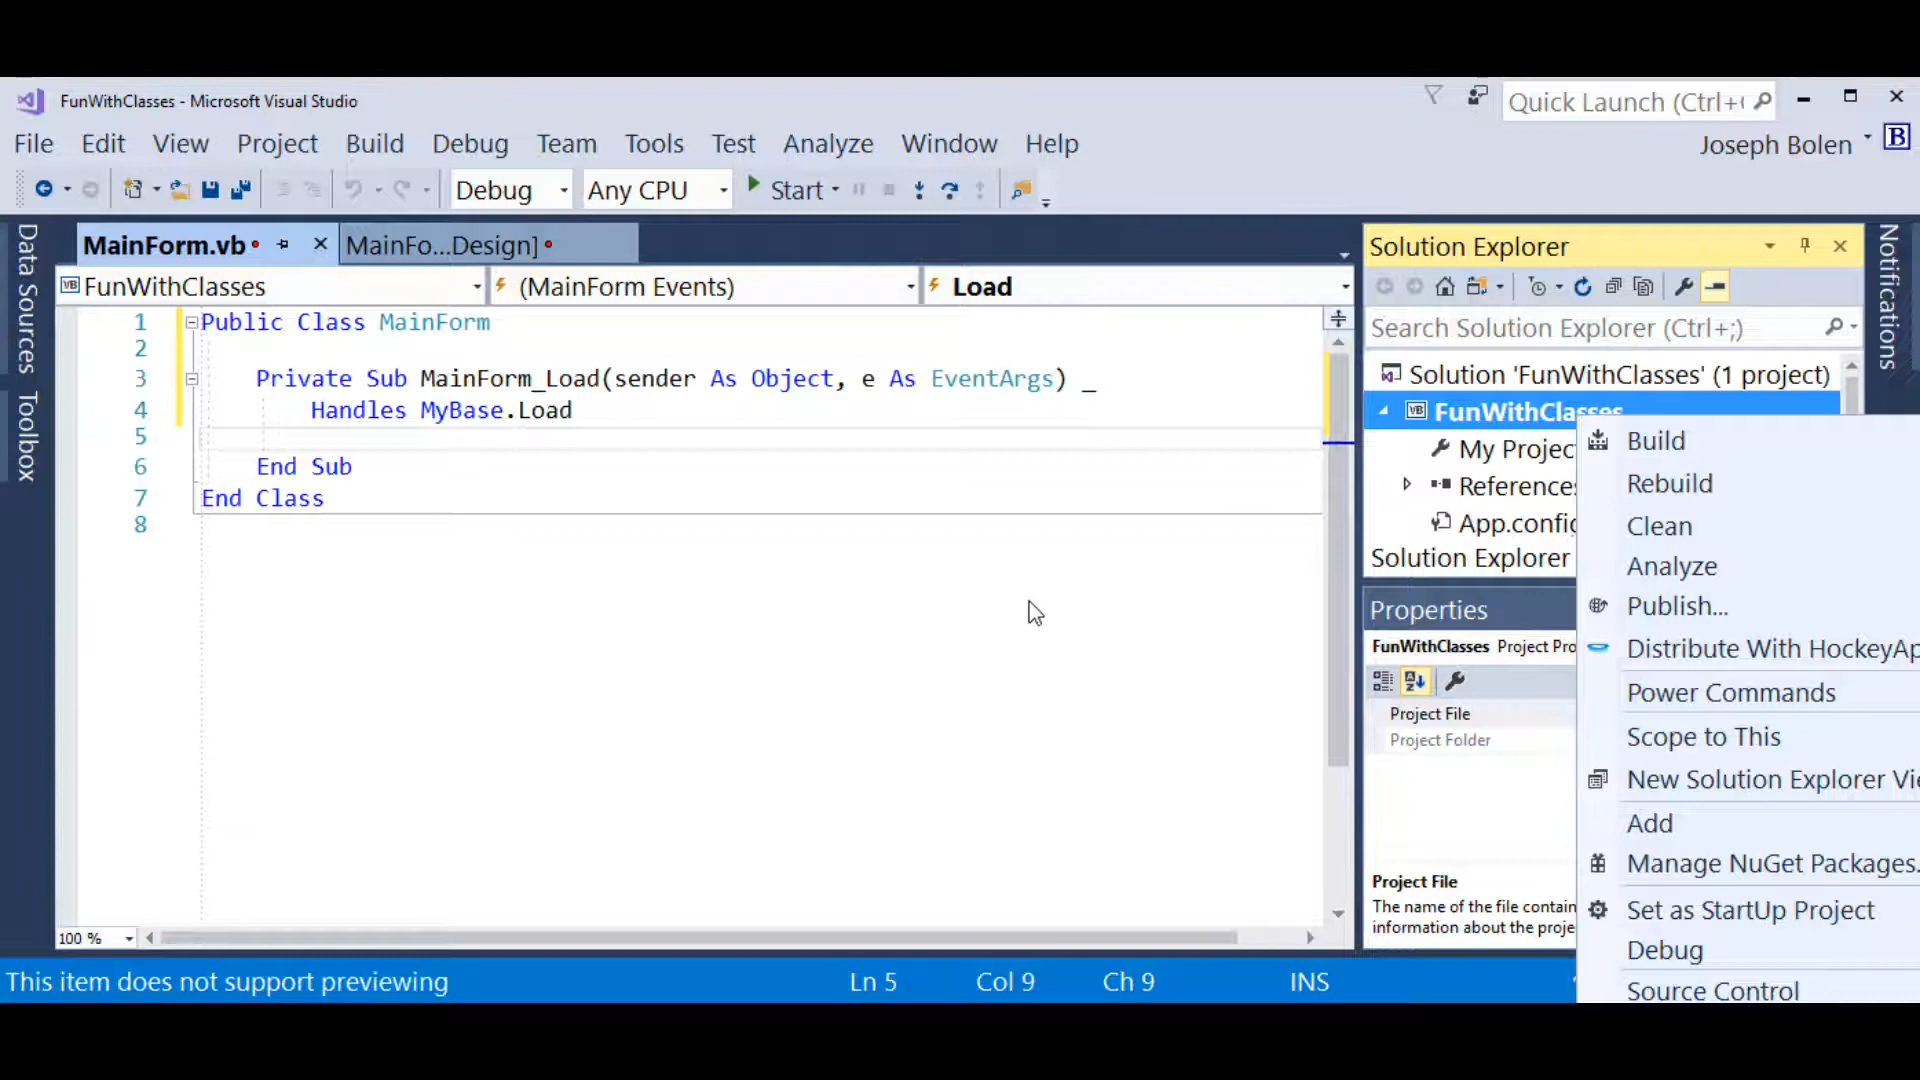 FunWithClasses - Microsoft Visual Studio
Quick Launch (Ctrl+
File Edit View Project Build Debug Team Tools Test Analyze Window Help
Joseph Bolen
B
Debug Any CPU Start
Data Sources
Toolbox
MainForm.vb
MainFo...Design]
FunWithClasses (MainForm Events) Load
1 Public Class MainForm
2
3 Private Sub MainForm_Load(sender As Object, e As EventArgs) _
4 Handles MyBase.Load
5
6 End Sub
7 End Class
8
100 %
Solution Explorer
Search Solution Explorer (Ctrl+;)
Solution 'FunWithClasses' (1 project)
FunWithClasses
My Projec
References
App.config
Solution Explorer
Notifications
Properties
FunWithClasses Project Pro
Project File
Project Folder
Project File
The name of the file contain
information about the proje
Build
Rebuild
Clean
Analyze
Publish...
Distribute With HockeyAp
Power Commands
Scope to This
New Solution Explorer Vie
Add
Manage NuGet Packages.
Set as StartUp Project
Debug
Source Control
This item does not support previewing Ln 5 Col 9 Ch 9 INS